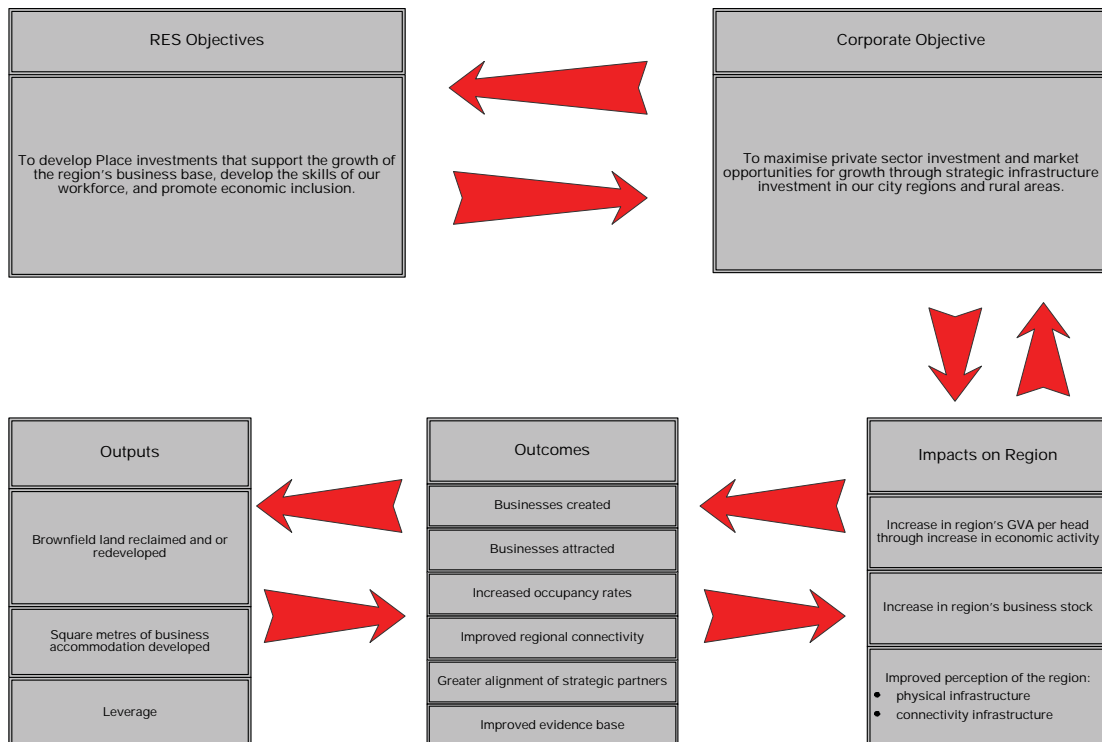 RES Objectives
To develop Place investments that support the growth of
the region's business base, develop the skills of our
workforce, and promote economic inclusion.
Corporate Objective
To maximise private sector investment and market
opportunities for growth through strategic infrastructure
investment in our city regions and rural areas.
Outputs
Brownfield land reclaimed and or
redeveloped
Square metres of business
accommodation developed
Leverage
Outcomes
Businesses created
Businesses attracted
Increased occupancy rates
Improved regional connectivity
Greater alignment of strategic partners
Improved evidence base
Impacts on Region
Increase in region's GVA per head
through increase in economic activity
Increase in region's business stock
Improved perception of the region:
• physical infrastructure
• connectivity infrastructure